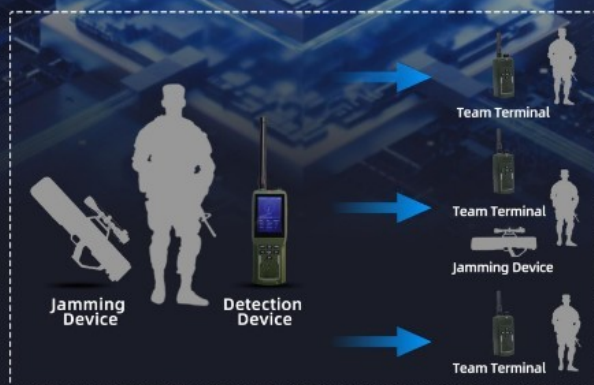 Team Terminal
Team Terminal
Jamming Device
Jamming
Device
Detection
Device
Team Terminal